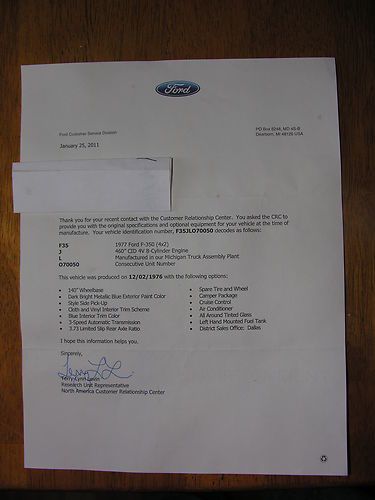 Ford
Ford Customer Service Division
PO Box 6248, MD 4S-B
Dearborn, MI 48126 USA
January 25, 2011
Thank you for your recent contact with the Customer Relationship Center. You asked the CRC to
provide you with the original specifications and optional equipment for your vehicle at the time of
manufacture. Your vehicle identification number, F35JLO70050 decodes as follows:
F35 1977 Ford F-350 (4x2)
J 460" CID 4V 8 Cylinder Engine
L Manufactured in our Michigan Truck Assembly Plant
O70050 Consecutive Unit Number
This vehicle was produced on 12/02/1976 with the following options:
• 140" Wheelbase
• Dark Bright Metallic Blue Exterior Paint Color
• Style Side Pick-Up
• Cloth and Vinyl Interior Trim Scheme
• Blue Interior Trim Color
• 3-Speed Automatic Transmission
• 3.73 Limited Slip Rear Axle Ratio
• Spare Tire and Wheel
• Camper Package
• Cruise Control
• Air Conditioner
• All Around Tinted Glass
• Left Hand Mounted Fuel Tank
• District Sales Office: Dallas
I hope this information helps you.
Sincerely,
Research Unit Representative
North America Customer Relationship Center